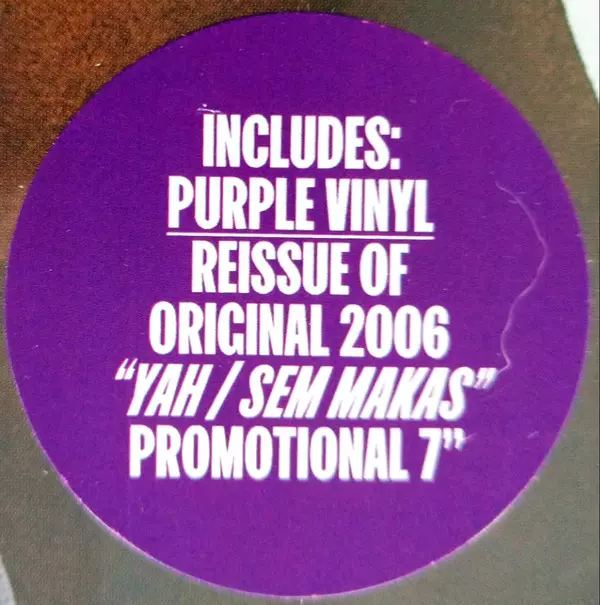 INCLUDES:
PURPLE VINYL
REISSUE OF
ORIGINAL 2006
“YAH / SEM MAKAS”
PROMOTIONAL 7”